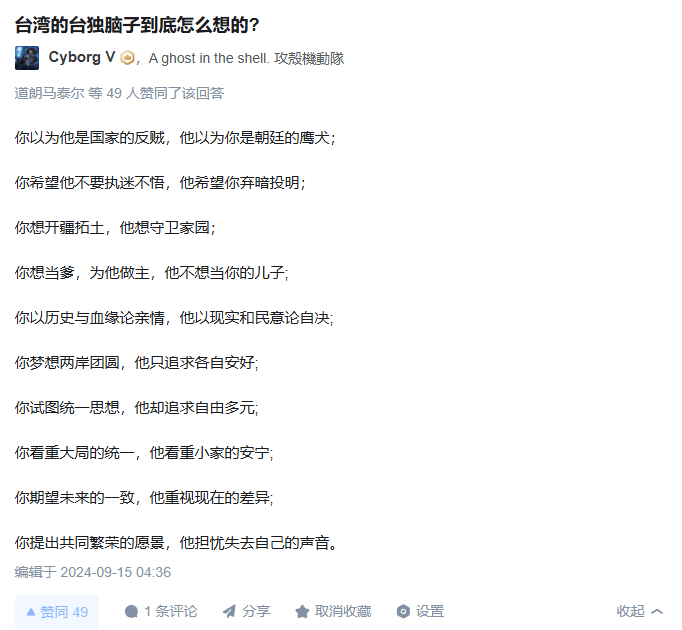 台湾的台独脑子到底怎么想的?
Cyborg V , A ghost in the shell. 攻殻機動隊
道朗马泰尔 等 49 人赞同了该回答
你以为他是国家的反贼，他以为你是朝廷的鹰犬；
你希望他不要执迷不悟，他希望你弃暗投明；
你想开疆拓土，他想守卫家园；
你想当爹，为他做主，他不想当你的儿子;
你以历史与血缘论亲情，他以现实和民意论自决;
你梦想两岸团圆，他只追求各自安好;
你试图统一思想，他却追求自由多元;
你看重大局的统一，他看重小家的安宁;
你期望未来的一致，他重视现在的差异;
你提出共同繁荣的愿景，他担忧失去自己的声音。
编辑于 2024-09-15 04:36
赞同 49 1 条评论 分享 取消收藏 设置 收起